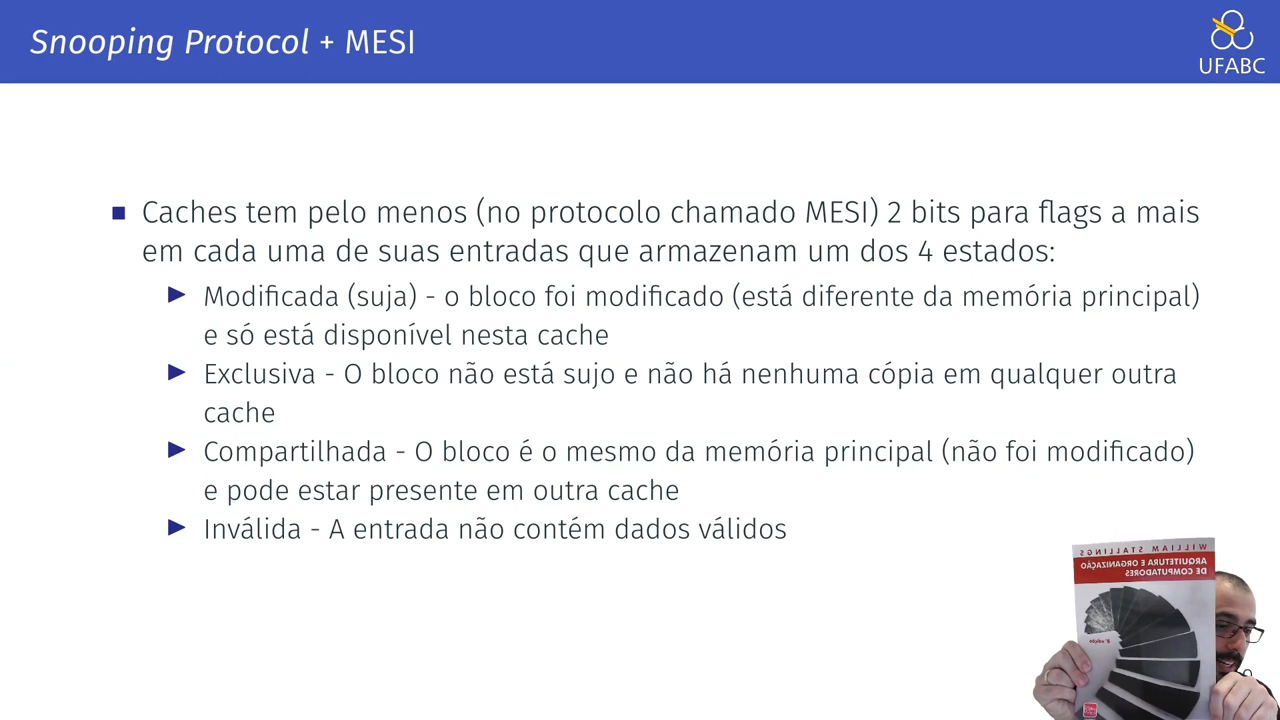 Snooping Protocol + MESI
UFABC
■ Caches tem pelo menos (no protocolo chamado MESI) 2 bits para flags a mais
em cada uma de suas entradas que armazenam um dos 4 estados:
▶ Modificada (suja) - o bloco foi modificado (está diferente da memória principal)
e só está disponível nesta cache
▶ Exclusiva - O bloco não está sujo e não há nenhuma cópia em qualquer outra
cache
▶ Compartilhada - O bloco é o mesmo da memória principal (não foi modificado)
e pode estar presente em outra cache
▶ Inválida - A entrada não contém dados válidos
WILLIAM STALLINGS
ARQUITETURA E ORGANIZAÇÃO
DE COMPUTADORES